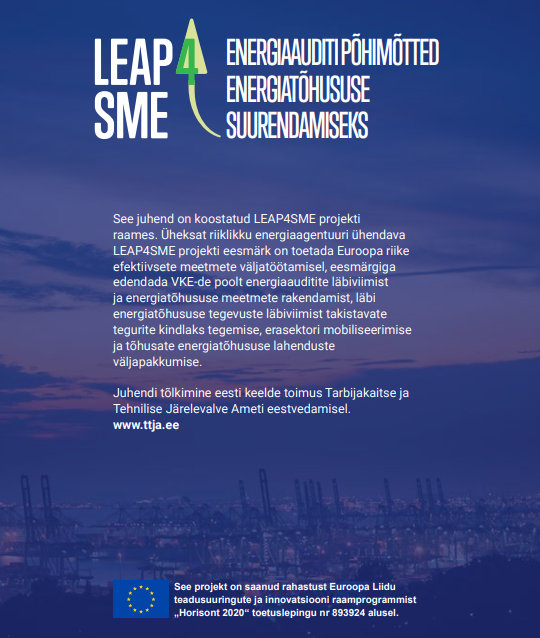 LEAP4
SME
ENERGIAAUDITI PÕHIMÕTTED
ENERGIATÕHUSUSE
SUURENDAMISEKS
See juhend on koostatud LEAP4SME projekti
raames. Üheksat riiklikku energiaagentuuri ühendava
LEAP4SME projekti eesmärk on toetada Euroopa riike
efektiivsete meetmete väljatöötamisel, eesmärgiga
edendada VKE-de poolt energiaauditite läbiviimist
ja energiatõhususe meetmete rakendamist, läbi
energiatõhususe tegevuste läbiviimist takistavate
tegurite kindlaks tegemise, erasektori mobiliseerimise
ja tõhusate energiatõhususe lahenduste
väljapakkumise.
Juhendi tõlkimine eesti keelde toimus Tarbijakaitse ja
Tehnilise Järelevalve Ameti eestvedamisel.
www.ttja.ee
See projekt on saanud rahastust Euroopa Liidu
teadusuuringute ja innovatsiooni raamprogrammist
„Horisont 2020“ toetuslepingu nr 893924 alusel.